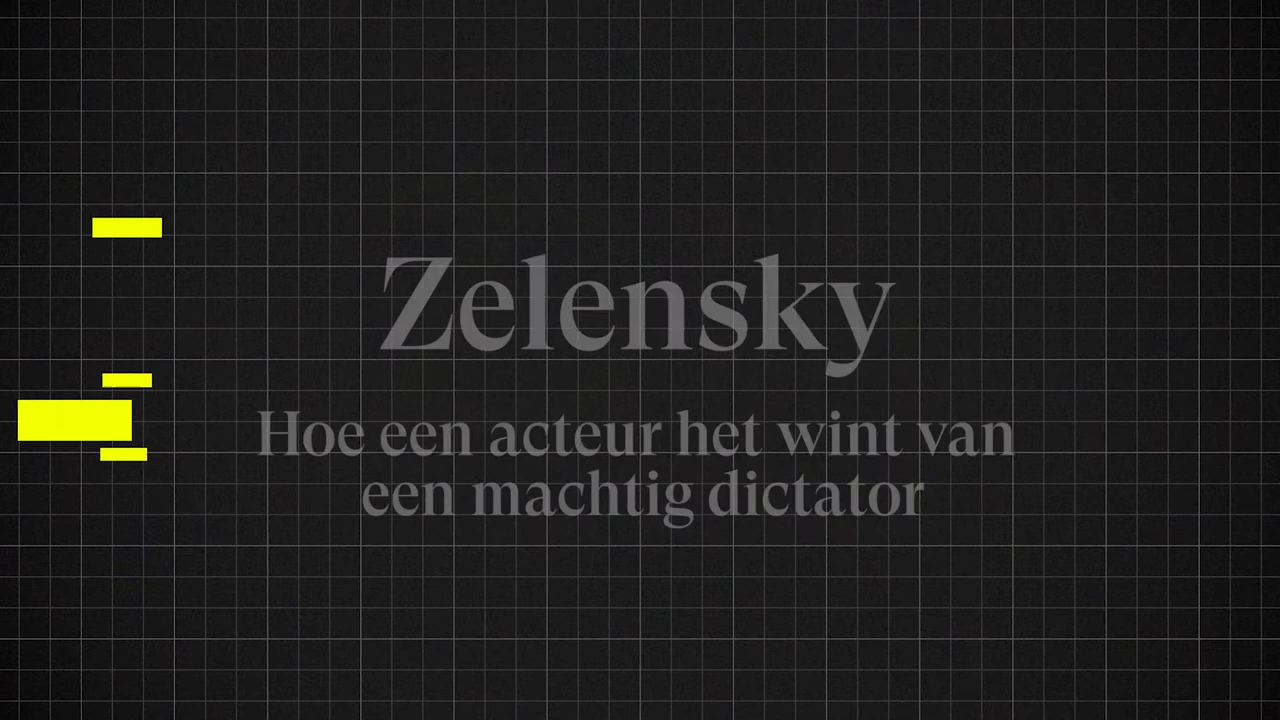 Zelensky
Hoe een acteur het wint van
een machtig dictator